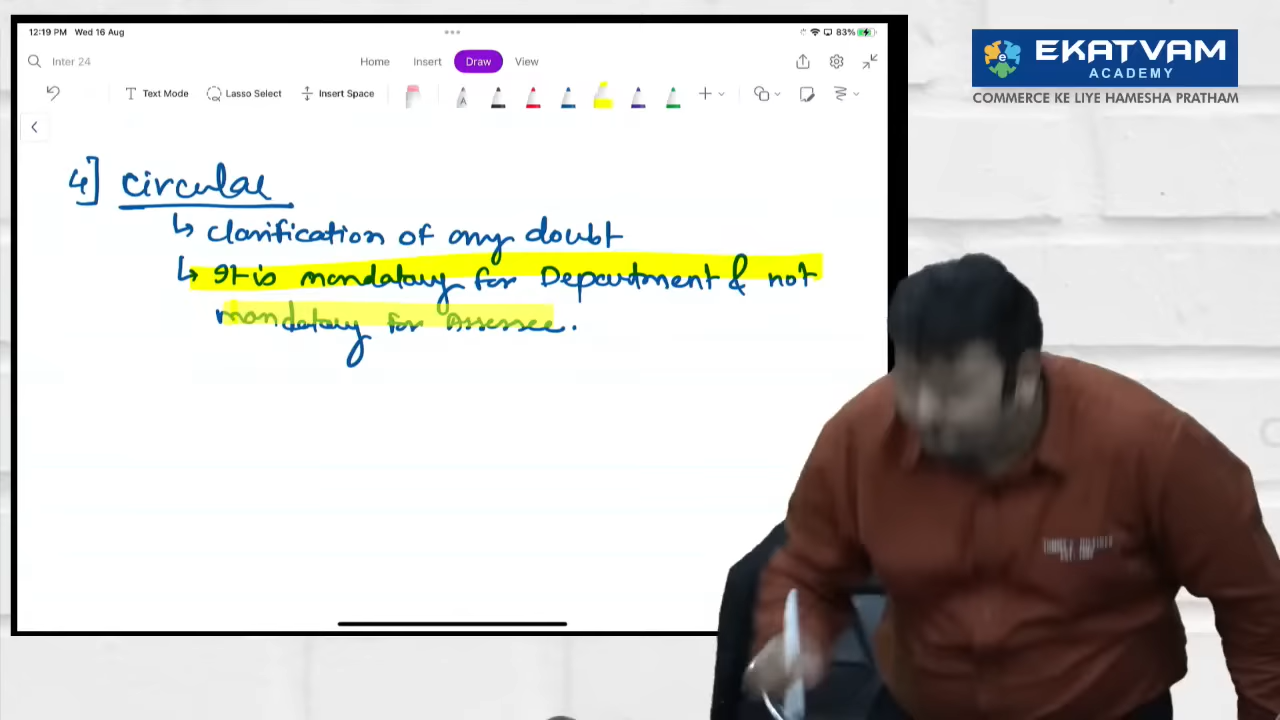 12:19 PM Wed 16 Aug
83%
Inter 24
Home Insert Draw View
Text Mode Lasso Select Insert Space
EKATVAM
ACADEMY
COMMERCE KE LIYE HAMESHA PRATHAM
4] Circular
↳ clarification of any doubt
↳ It is mandatory for Department & not
mandatory for Assessee.